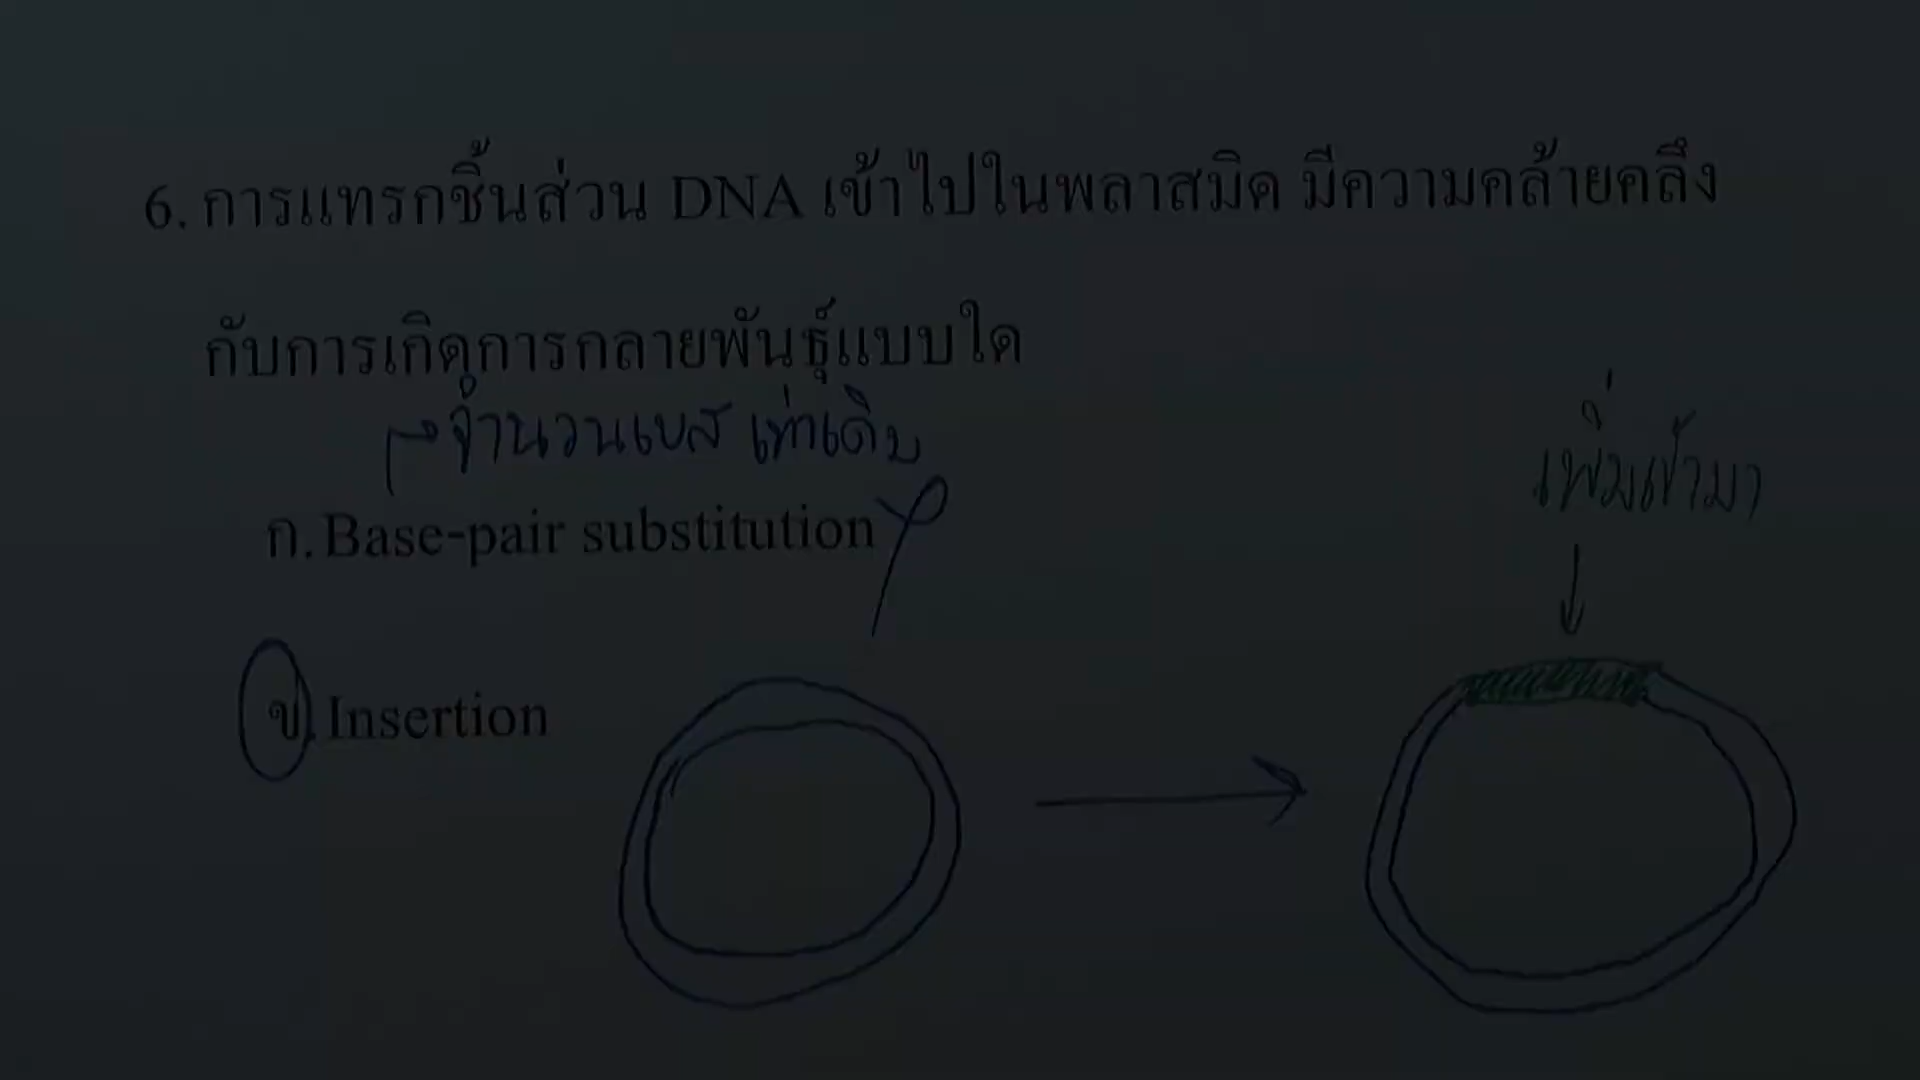 6. การแทรกชิ้นส่วน DNA เข้าไปในพลาสมิด มีความคล้ายคลึง
กับการเกิดการกลายพันธุ์แบบใด
จำนวนเบส เท่าเดิม
เพิ่มเข้ามา
ก. Base-pair substitution
ข. Insertion